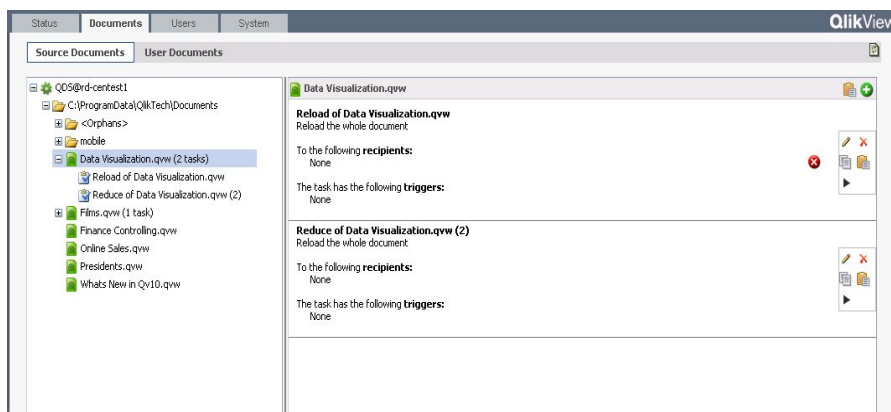 Status Documents Users System QlikView
Source Documents User Documents
QDS@rd-centest1
C:\ProgramData\QlikTech\Documents
<Orphans>
mobile
Data Visualization.qvw (2 tasks)
Reload of Data Visualization.qvw
Reduce of Data Visualization.qvw (2)
Films.qvw (1 task)
Finance Controlling.qvw
Online Sales.qvw
Presidents.qvw
Whats New in Qv10.qvw
Data Visualization.qvw
Reload of Data Visualization.qvw
Reload the whole document
To the following recipients:
None
The task has the following triggers:
None
Reduce of Data Visualization.qvw (2)
Reload the whole document
To the following recipients:
None
The task has the following triggers:
None